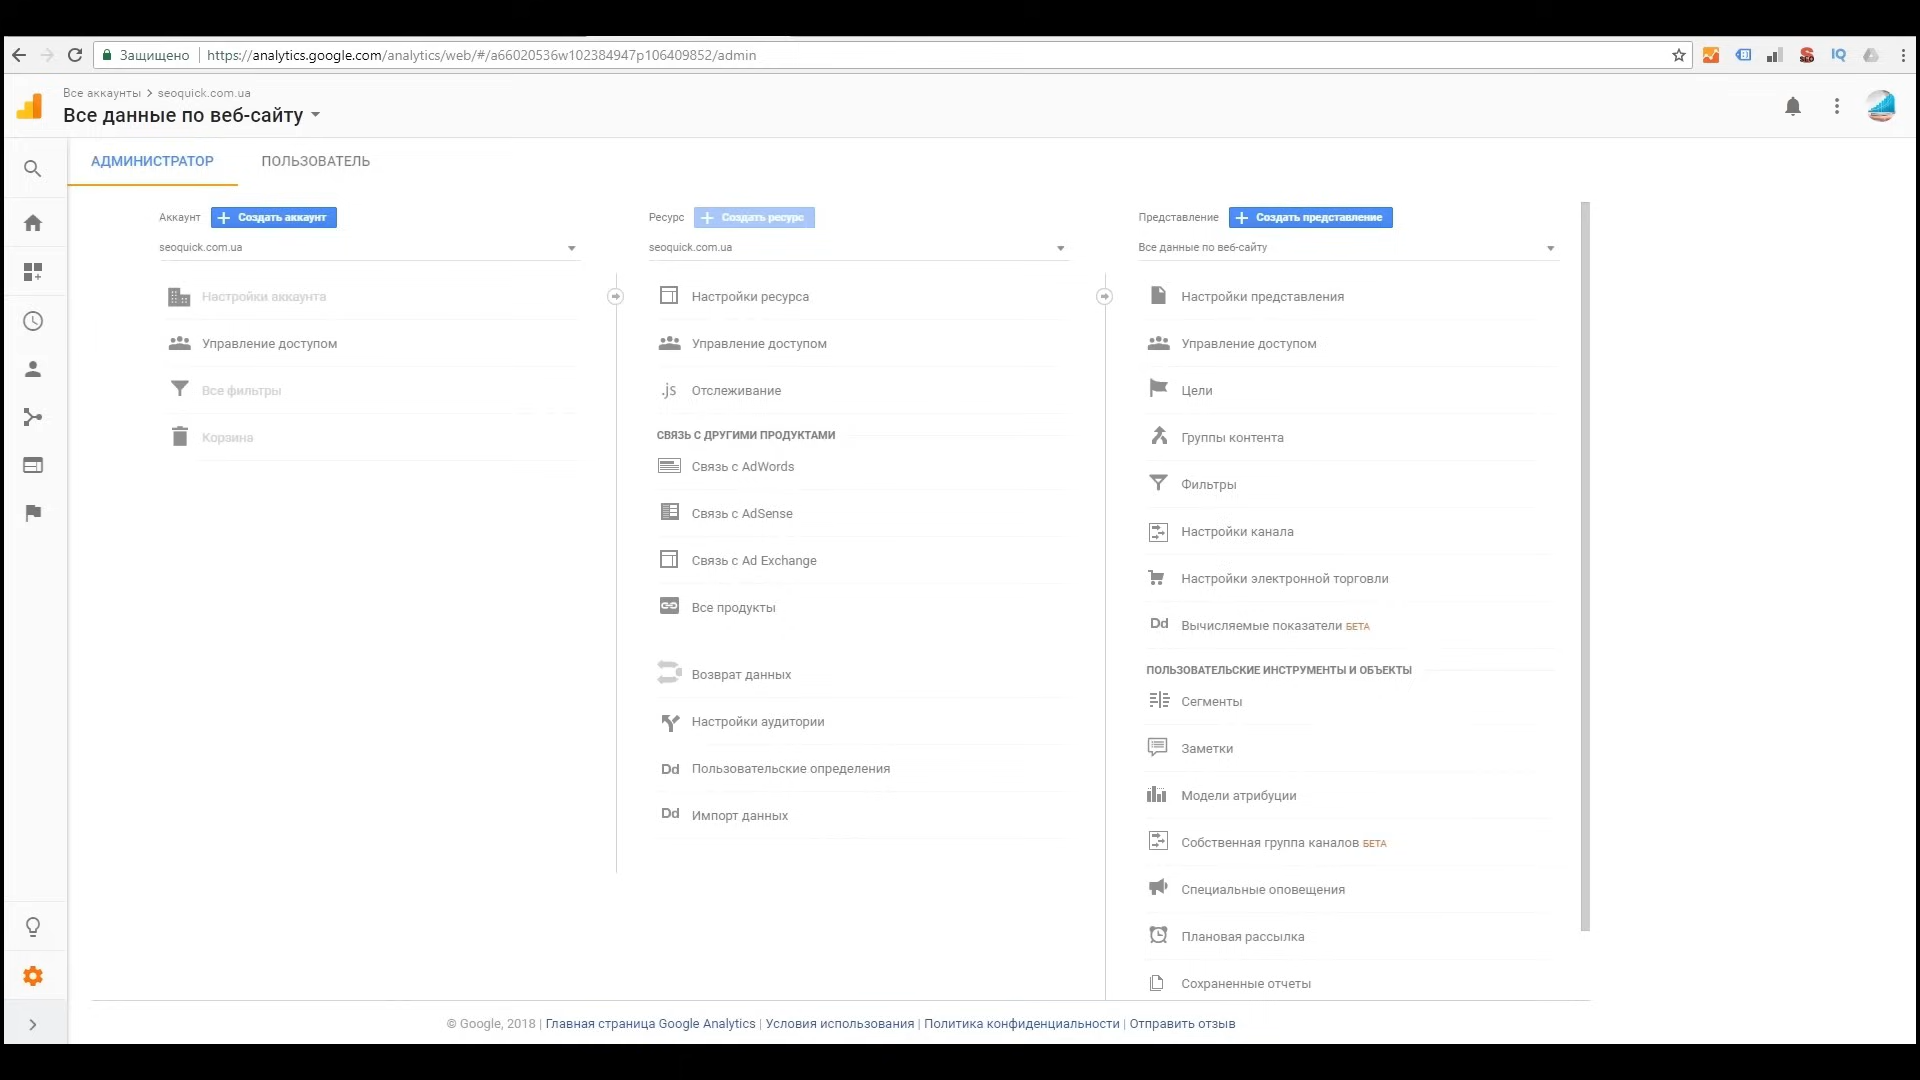 Защищено https://analytics.google.com/analytics/web/#/a66020536w102384947p106409852/admin
SEO
IQ
Все аккаунты > seoquick.com.ua
Все данные по веб-сайту
АДМИНИСТРАТОР ПОЛЬЗОВАТЕЛЬ
Аккаунт + Создать аккаунт
seoquick.com.ua
Настройки аккаунта
Управление доступом
Все фильтры
Корзина
Ресурс + Создать ресурс
seoquick.com.ua
Настройки ресурса
Управление доступом
.js Отслеживание
СВЯЗЬ С ДРУГИМИ ПРОДУКТАМИ
Связь с AdWords
Связь с AdSense
Связь с Ad Exchange
Все продукты
Возврат данных
Настройки аудитории
Dd Пользовательские определения
Dd Импорт данных
Представление + Создать представление
Все данные по веб-сайту
Настройки представления
Управление доступом
Цели
Группы контента
Фильтры
Настройки канала
Настройки электронной торговли
Dd Вычисляемые показатели БЕТА
ПОЛЬЗОВАТЕЛЬСКИЕ ИНСТРУМЕНТЫ И ОБЪЕКТЫ
Сегменты
Заметки
Модели атрибуции
Собственная группа каналов БЕТА
Специальные оповещения
Плановая рассылка
Сохраненные отчеты
© Google, 2018 | Главная страница Google Analytics | Условия использования | Политика конфиденциальности | Отправить отзыв